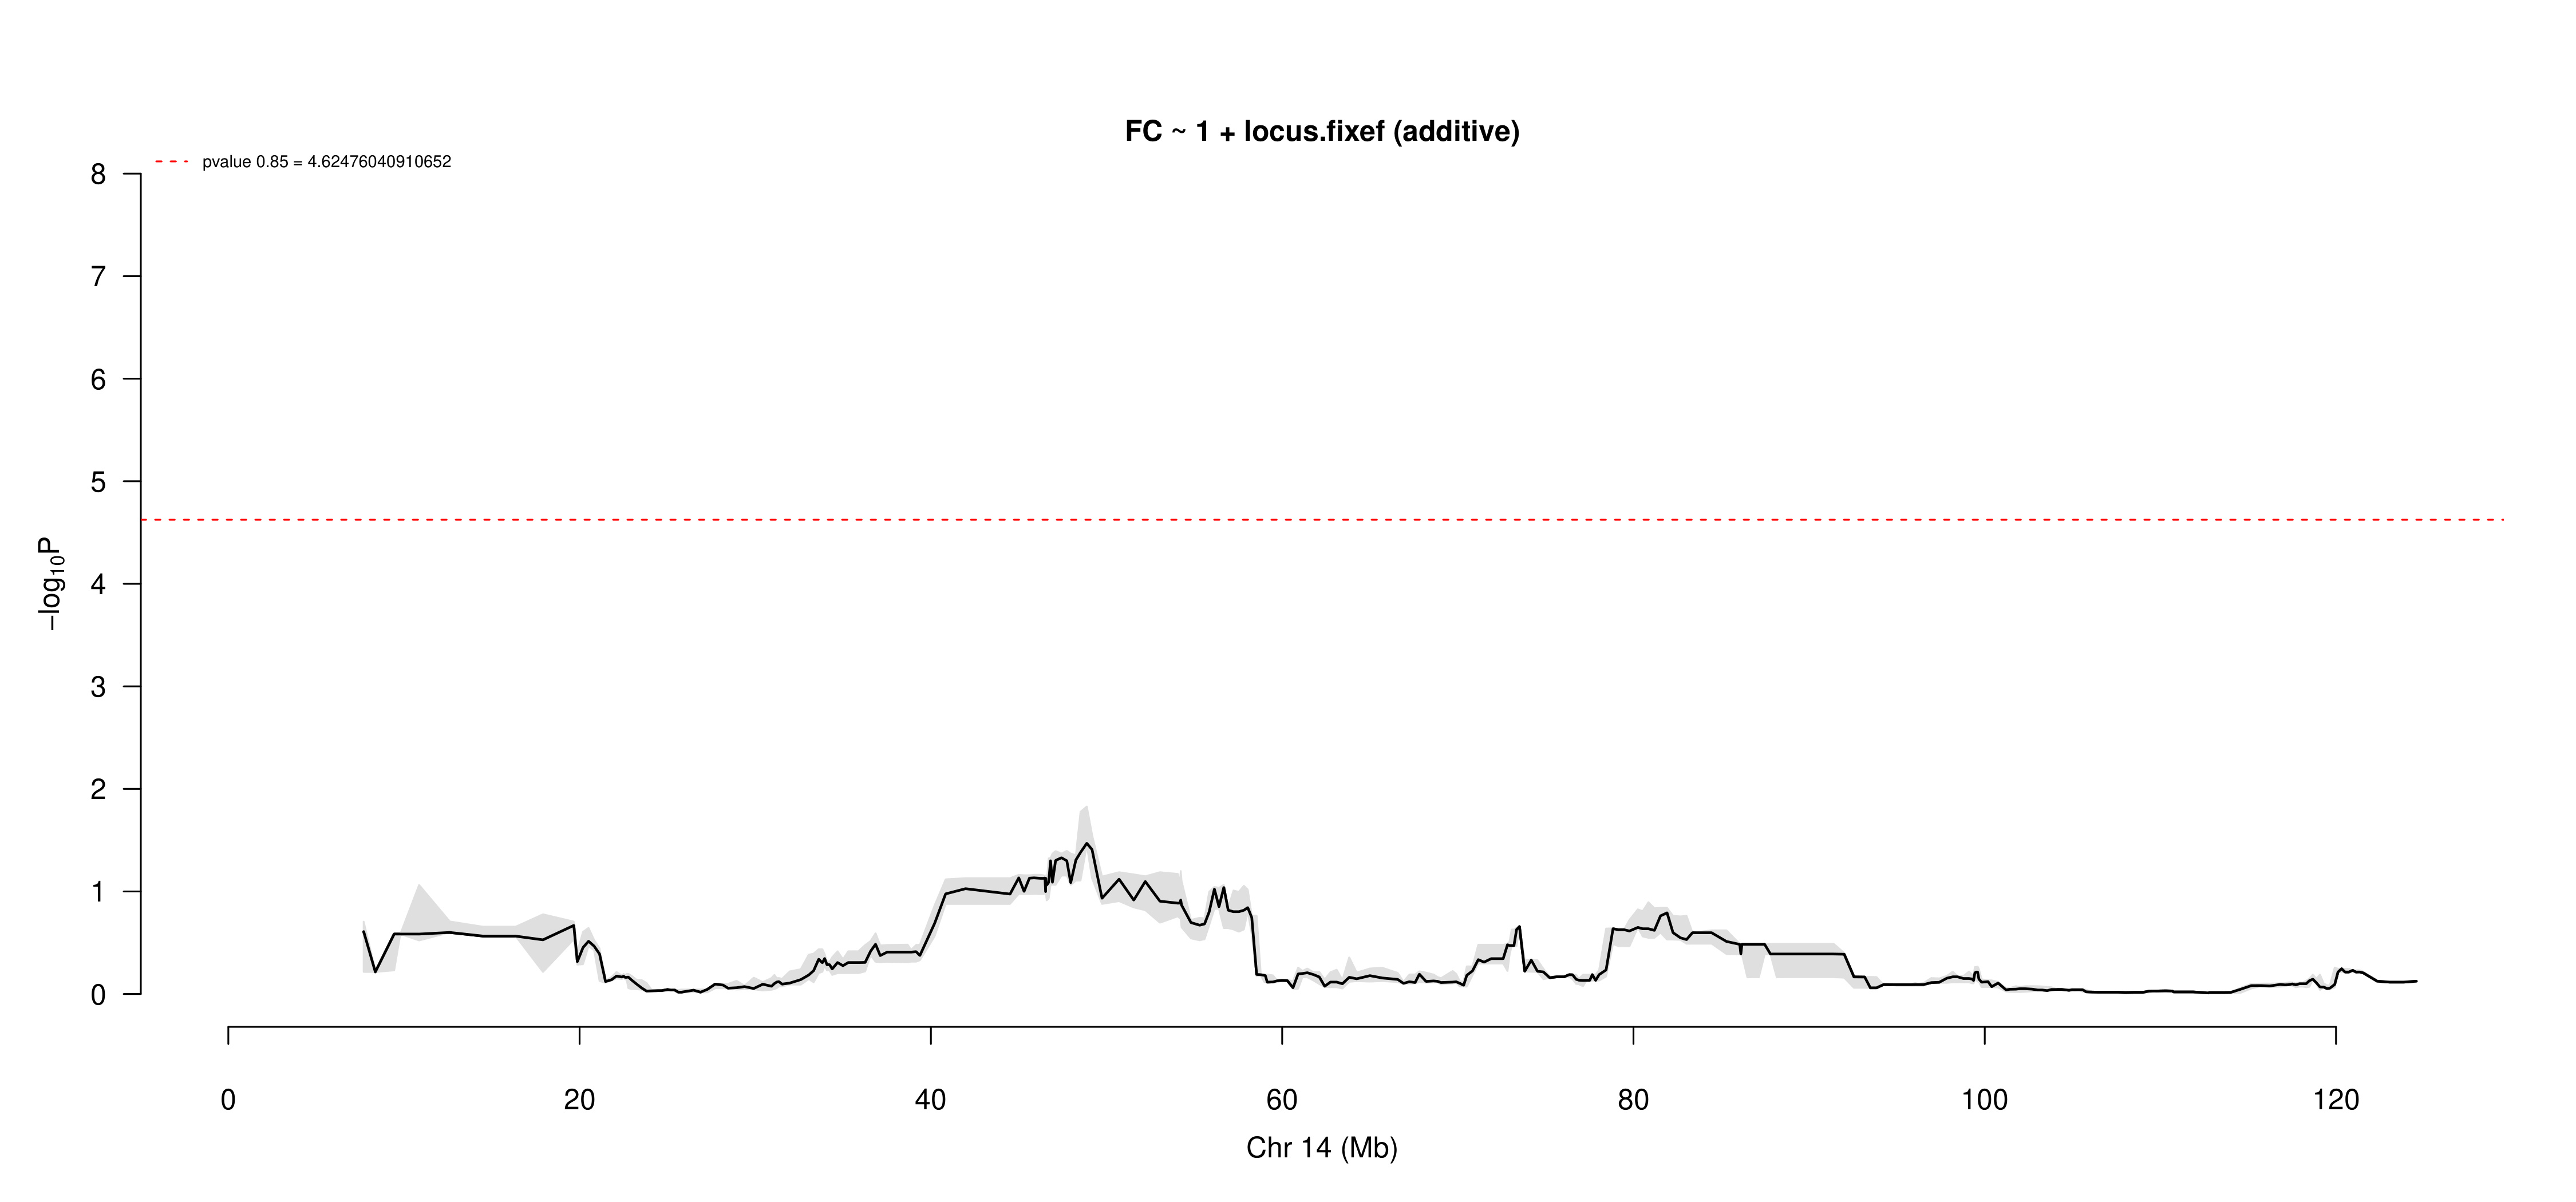 FC ~ 1 + locus.fixef (additive)
pvalue 0.85 = 4.62476040910652
8
7
6
5
4
3
2
1
0
−log10P
0 20 40 60 80 100 120
Chr 14 (Mb)